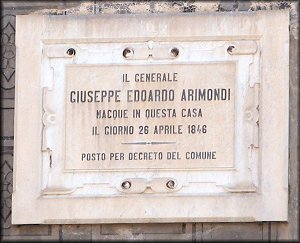 IL GENERALE
GIUSEPPE EDOARDO ARIMONDI
NACQUE IN QUESTA CASA
IL GIORNO 26 APRILE 1846
POSTO PER DECRETO DEL COMUNE